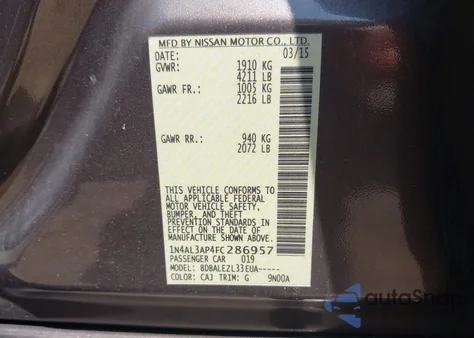 MFD BY NISSAN MOTOR CO., LTD.
DATE: 03/15
GVWR: 1910 KG
4211 LB
GAWR FR.: 1005 KG
2216 LB
GAWR RR.: 940 KG
2072 LB
THIS VEHICLE CONFORMS TO
ALL APPLICABLE FEDERAL
MOTOR VEHICLE SAFETY,
BUMPER, AND THEFT
PREVENTION STANDARDS IN
EFFECT ON THE DATE OF
MANUFACTURE SHOWN ABOVE.
1N4AL3AP4FC286957
PASSENGER CAR 019
MODEL: BDBALEZL33EUA-----
COLOR: CAJ TRIM: G 9N00A
autoSnap